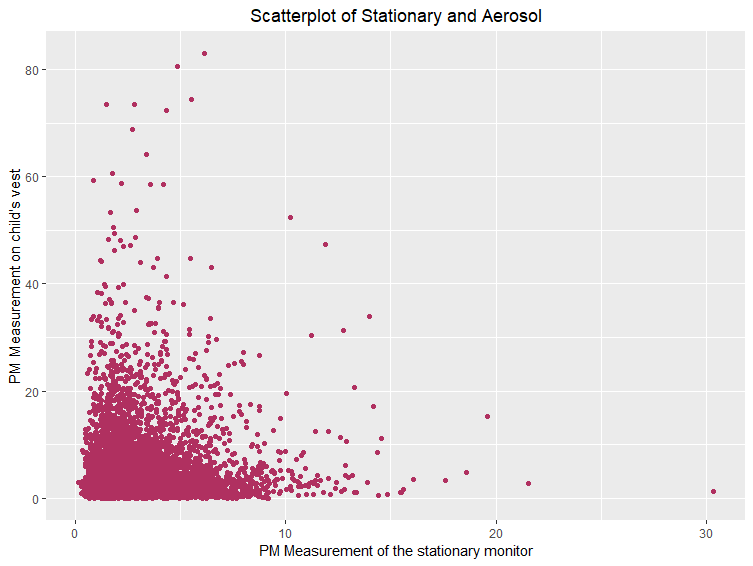 Scatterplot of Stationary and Aerosol
80
60
40
20
0
PM Measurement on child's vest
0 10 20 30
PM Measurement of the stationary monitor